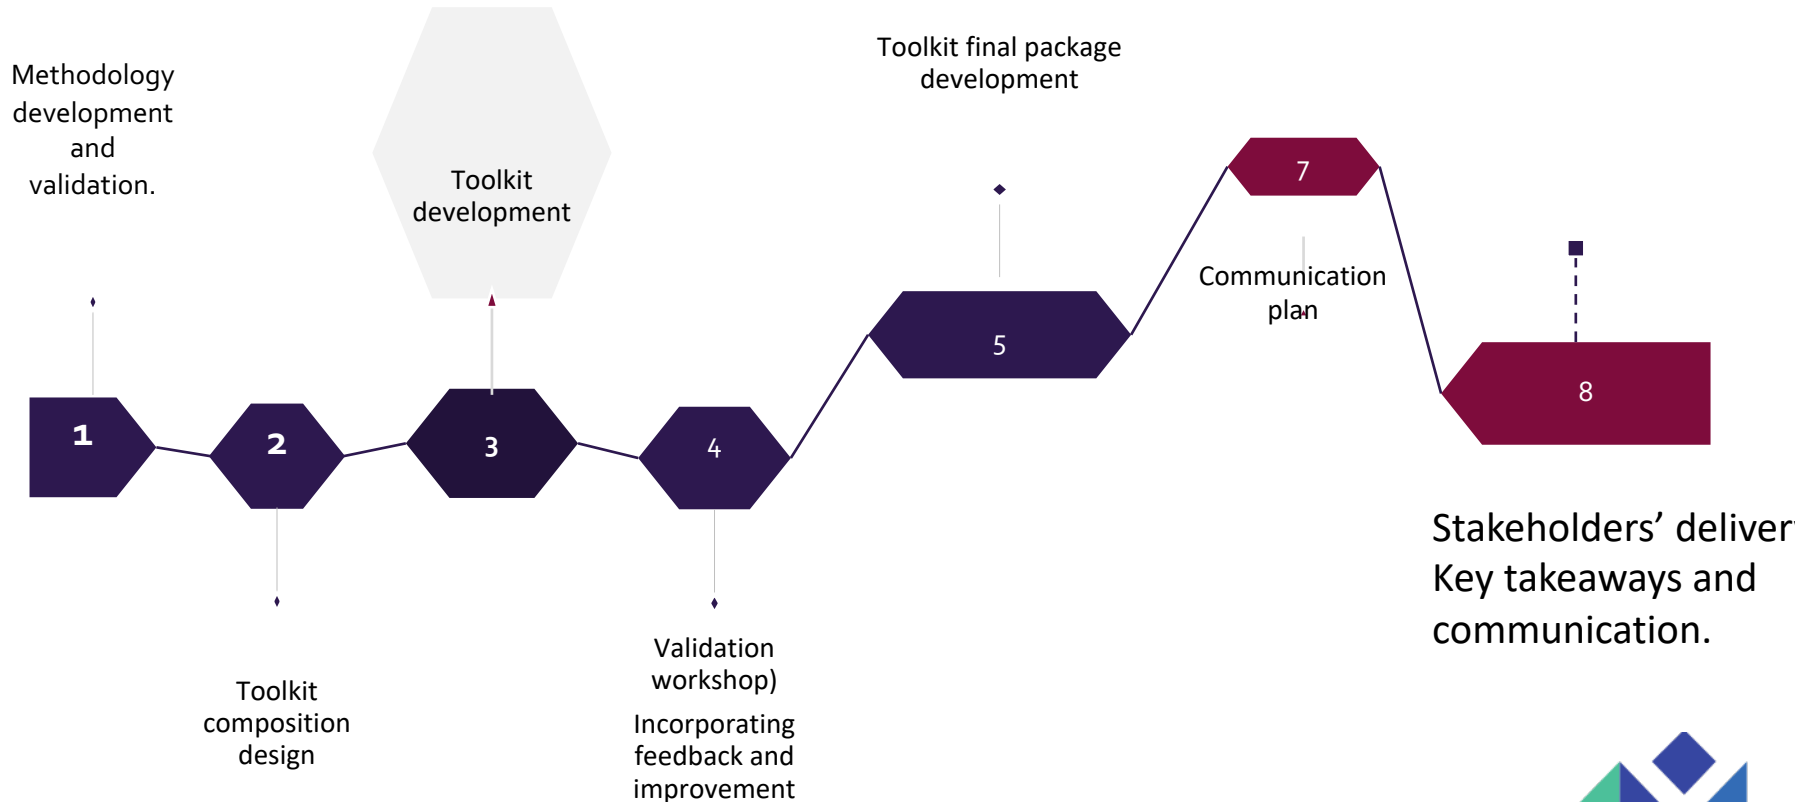 Methodology
development
and
validation.
Toolkit
development
Toolkit final package
development
7
Communication
plan
5
8
1
2
3
4
Stakeholders’
Key takeaways and
communication.
Validation
workshop)
Toolkit
composition
design
Incorporating
feedback and
improvement